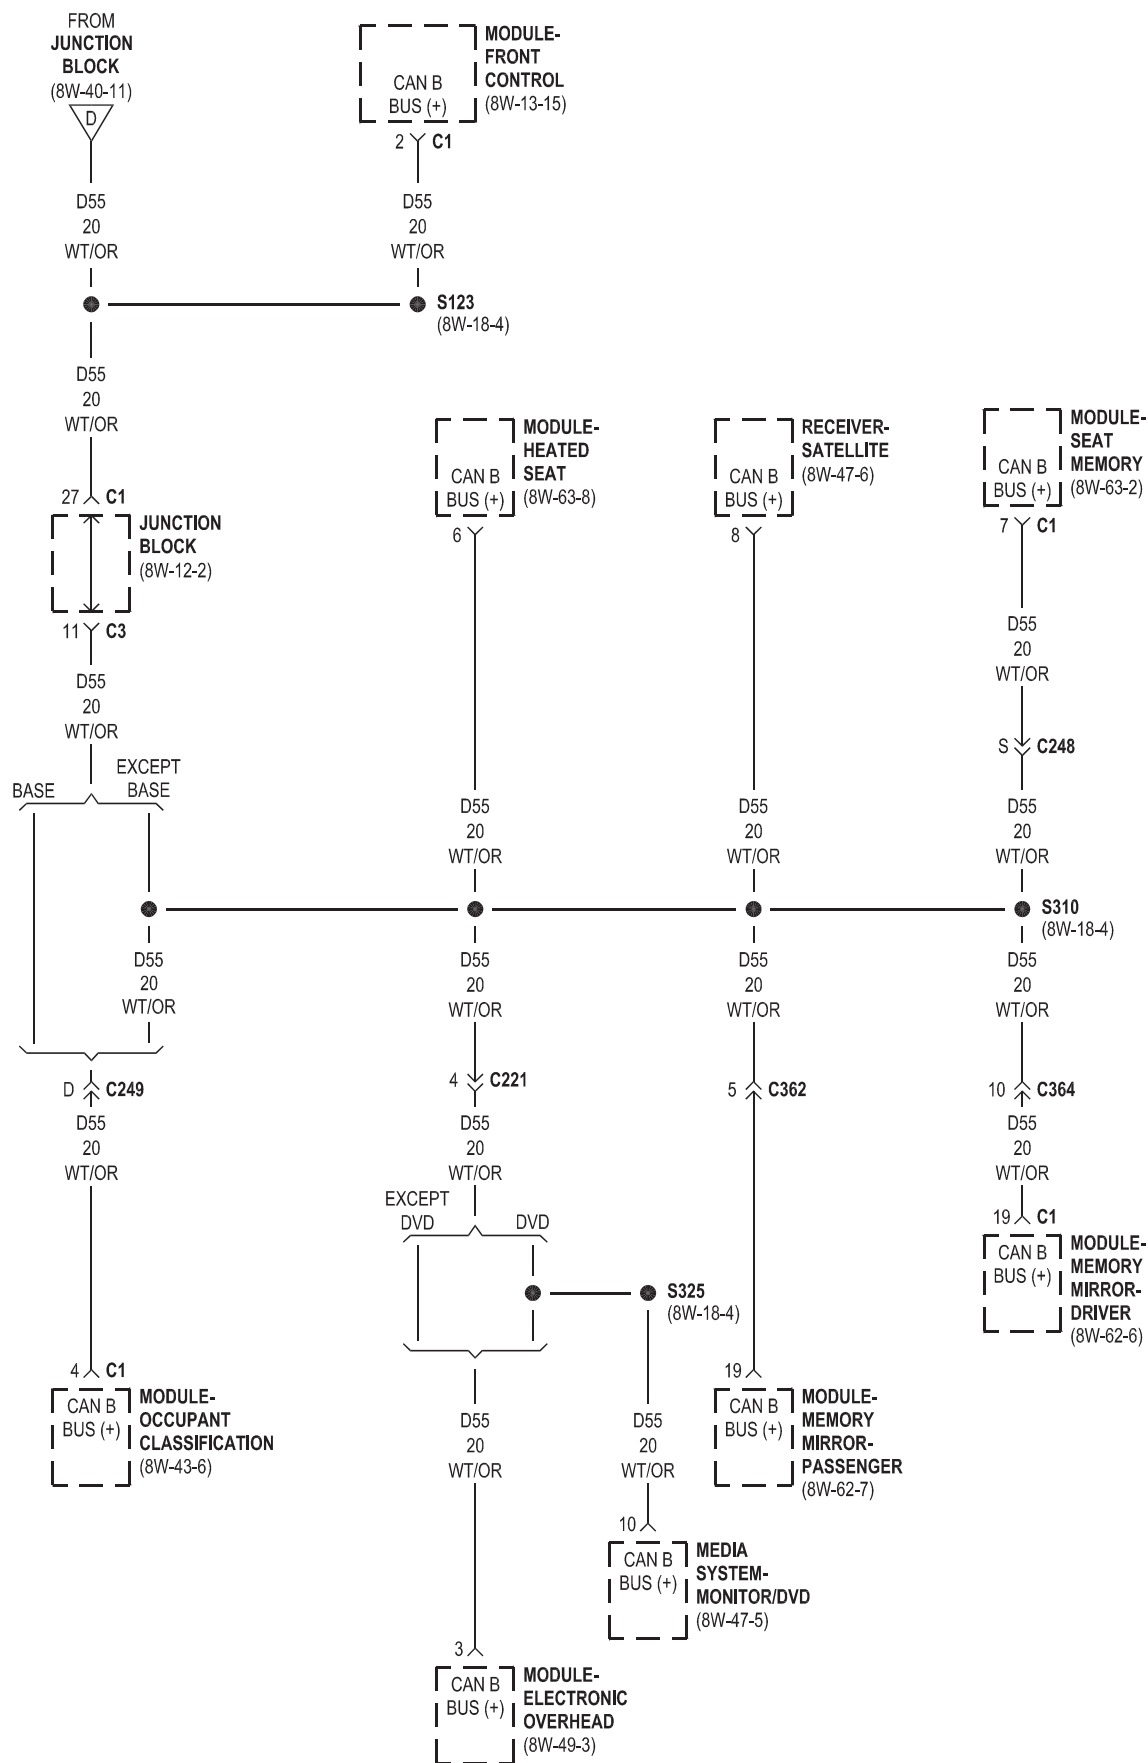 FROM
JUNCTION
BLOCK
(8W-40-11)
D
MODULE-
FRONT
CONTROL
(8W-13-15)
CAN B
BUS (+)
2
C1
D55
20
WT/OR
D55
20
WT/OR
S123
(8W-18-4)
D55
20
WT/OR
27
C1
JUNCTION
BLOCK
(8W-12-2)
11
C3
D55
20
WT/OR
MODULE-
HEATED
SEAT
(8W-63-8)
CAN B
BUS (+)
6
RECEIVER-
SATELLITE
(8W-47-6)
CAN B
BUS (+)
8
MODULE-
SEAT
MEMORY
(8W-63-2)
CAN B
BUS (+)
7
C1
D55
20
WT/OR
S
C248
BASE
EXCEPT
BASE
D55
20
WT/OR
D55
20
WT/OR
D55
20
WT/OR
S310
(8W-18-4)
D55
20
WT/OR
D55
20
WT/OR
D55
20
WT/OR
D55
20
WT/OR
D
C249
4
C221
5
C362
10
C364
D55
20
WT/OR
D55
20
WT/OR
D55
20
WT/OR
EXCEPT
DVD
DVD
19
C1
CAN B
BUS (+)
MODULE-
MEMORY
MIRROR-
DRIVER
(8W-62-6)
S325
(8W-18-4)
4
C1
CAN B
BUS (+)
MODULE-
OCCUPANT
CLASSIFICATION
(8W-43-6)
D55
20
WT/OR
D55
20
WT/OR
19
CAN B
BUS (+)
MODULE-
MEMORY
MIRROR-
PASSENGER
(8W-62-7)
10
CAN B
BUS (+)
MEDIA
SYSTEM-
MONITOR/DVD
(8W-47-5)
3
CAN B
BUS (+)
MODULE-
ELECTRONIC
OVERHEAD
(8W-49-3)